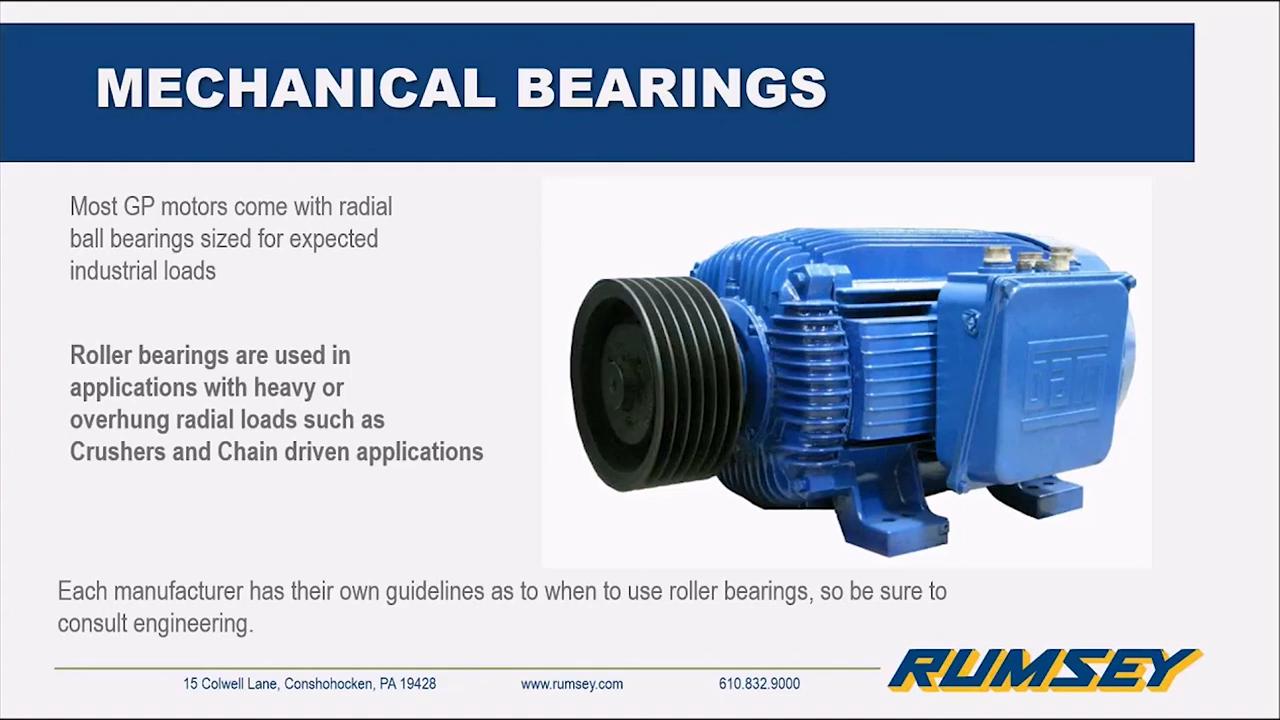 MECHANICAL BEARINGS
Most GP motors come with radial
ball bearings sized for expected
industrial loads
Roller bearings are used in
applications with heavy or
overhung radial loads such as
Crushers and Chain driven applications
Each manufacturer has their own guidelines as to when to use roller bearings, so be sure to
consult engineering.
15 Colwell Lane, Conshohocken, PA 19428
www.rumsey.com
610.832.9000
RUMSEY